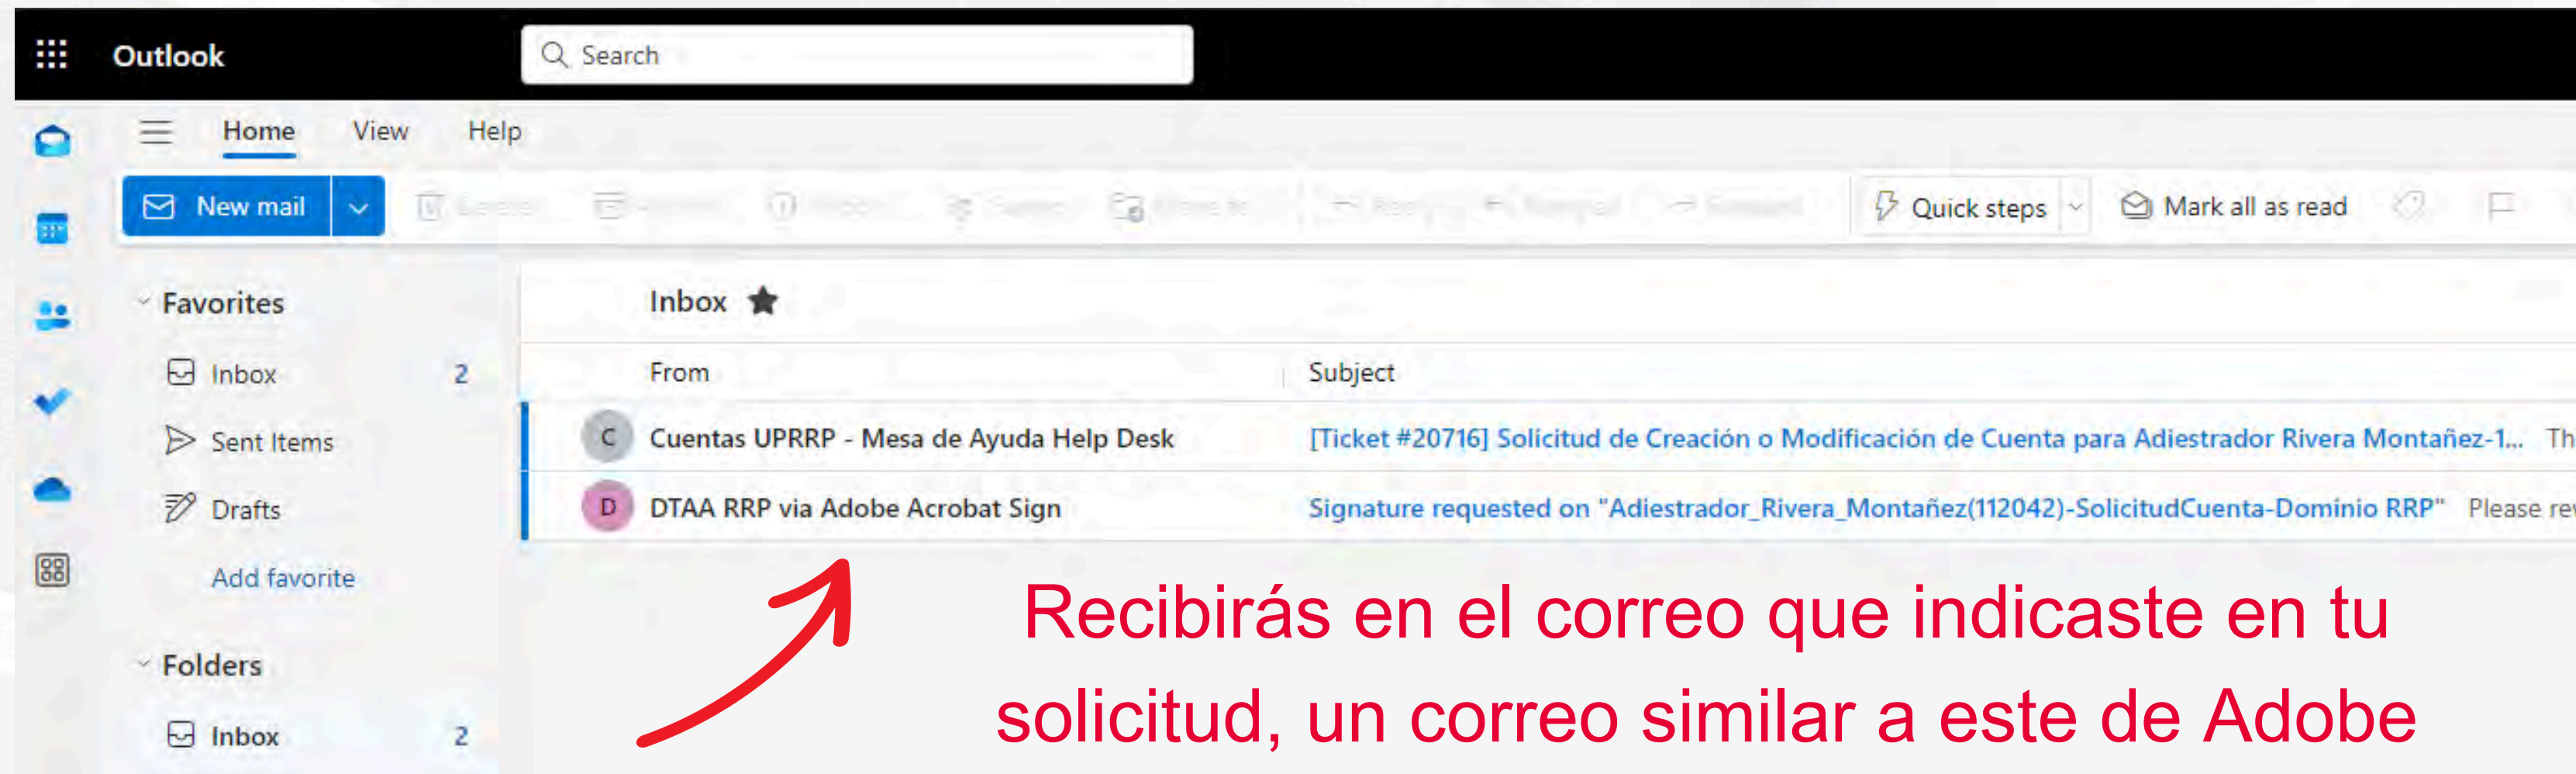 Outlook
Search
Home View Help
New mail
Quick steps
Mark all as read
Favorites
Inbox 2
Sent Items
Drafts
Add favorite
Folders
Inbox 2
Inbox
From Subject
C Cuentas UPRRP - Mesa de Ayuda Help Desk [Ticket #20716] Solicitud de Creación o Modificación de Cuenta para Adiestrador Rivera Montañez-1... Th
D DTAA RRP via Adobe Acrobat Sign Signature requested on "Adiestrador_Rivera_Montañez(112042)-SolicitudCuenta-Dominio RRP" Please rev
Recibirás en el correo que indicaste en tu
solicitud, un correo similar a este de Adobe